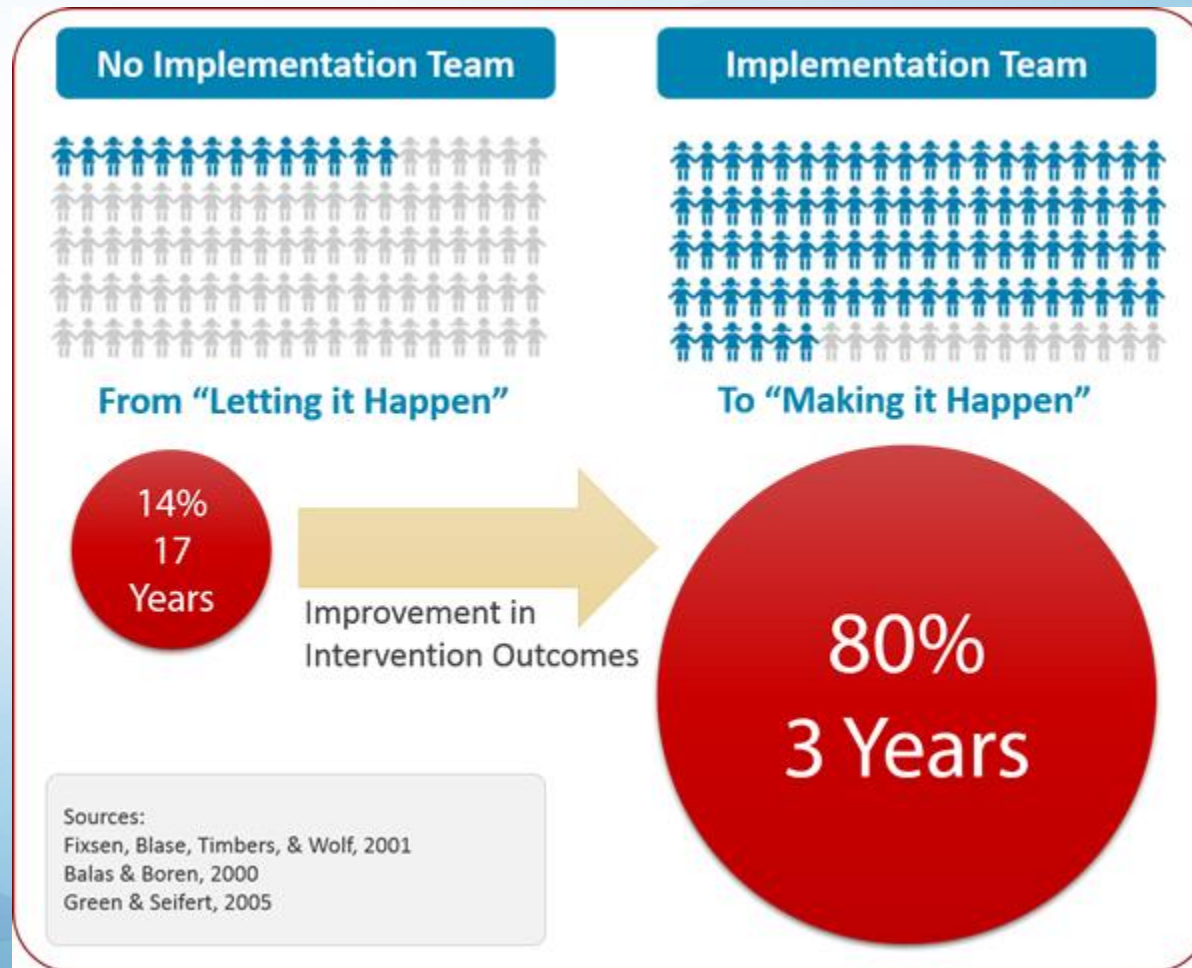 No Implementation Team
Implementation Team
From “Letting it Happen”
To “Making it Happen”
14%
17
Years
Improvement in
Intervention Outcomes
80%
3 Years
Sources:
Fixsen, Blase, Timbers, & Wolf, 2001
Balas & Boren, 2000
Green & Seifert, 2005